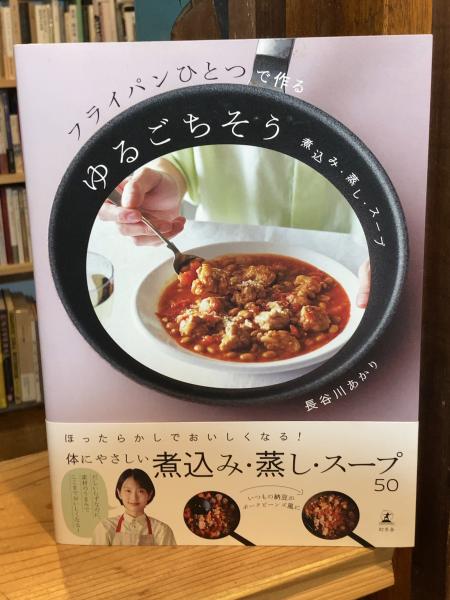 フライパンひとつで作る
ゆるごちそう
煮込み・蒸し・スープ
長谷川あかり
ほったらかしでおいしくなる!
体にやさしい煮込み・蒸し・スープ
50
いつもの納豆が
ポークビーンズ風に
幻冬舎